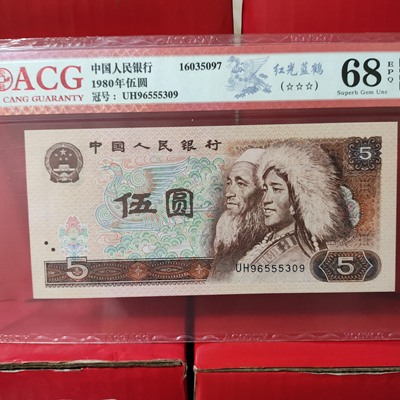 ACG
CANG GUARANTY
中国人民银行
1980年伍圆
冠号: UH96555309
16035097
红光蓝鹤
(☆☆☆)
68
EPQ
Superb Gem Unc
中国人民银行
5
伍圆
UH96555309
5
5